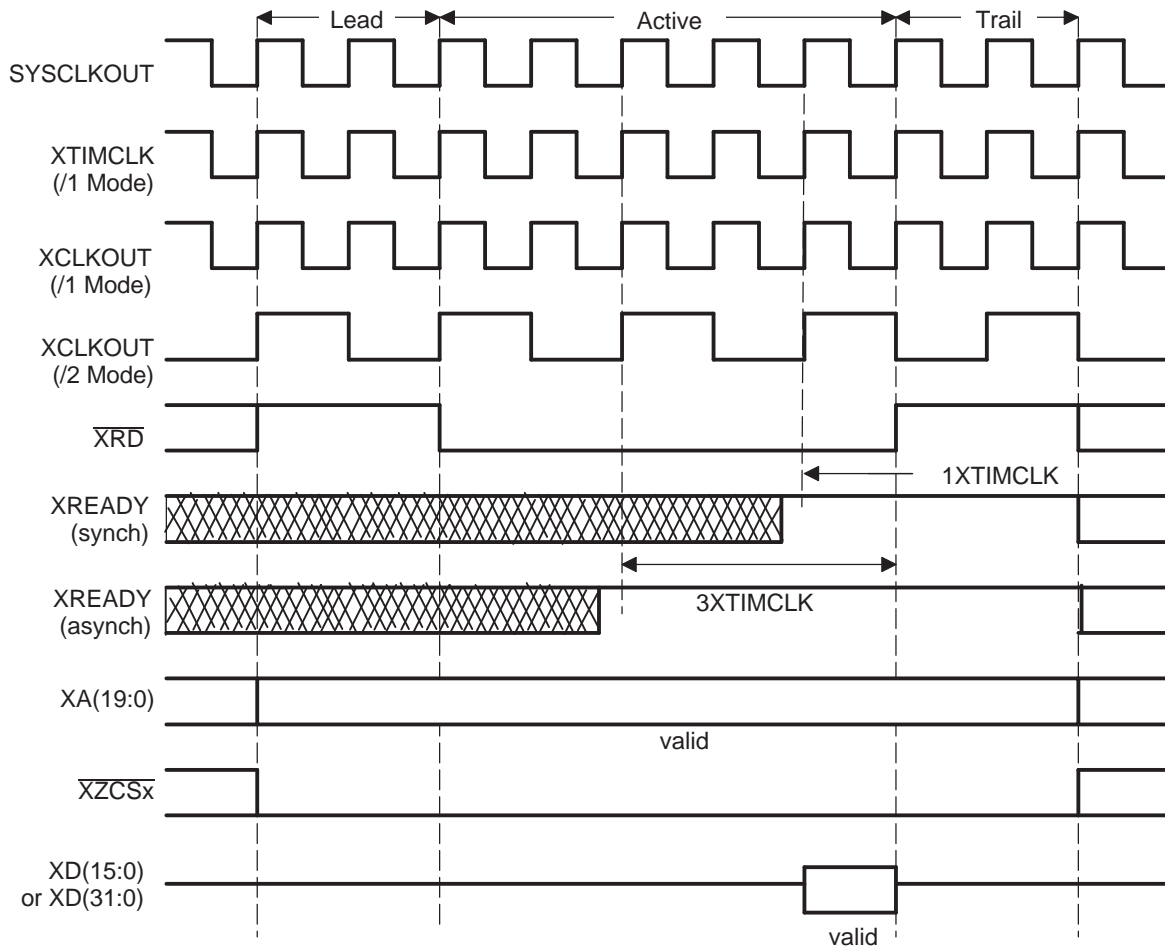 Lead
Active
Trail
SYSCLKOUT
XTIMCLK
(/1 Mode)
XCLKOUT
(/1 Mode)
XCLKOUT
(/2 Mode)
XRD
1XTIMCLK
XREADY
(synch)
3XTIMCLK
XREADY
(asynch)
XA(19:0)
valid
XZCSx
XD(15:0)
or XD(31:0)
valid